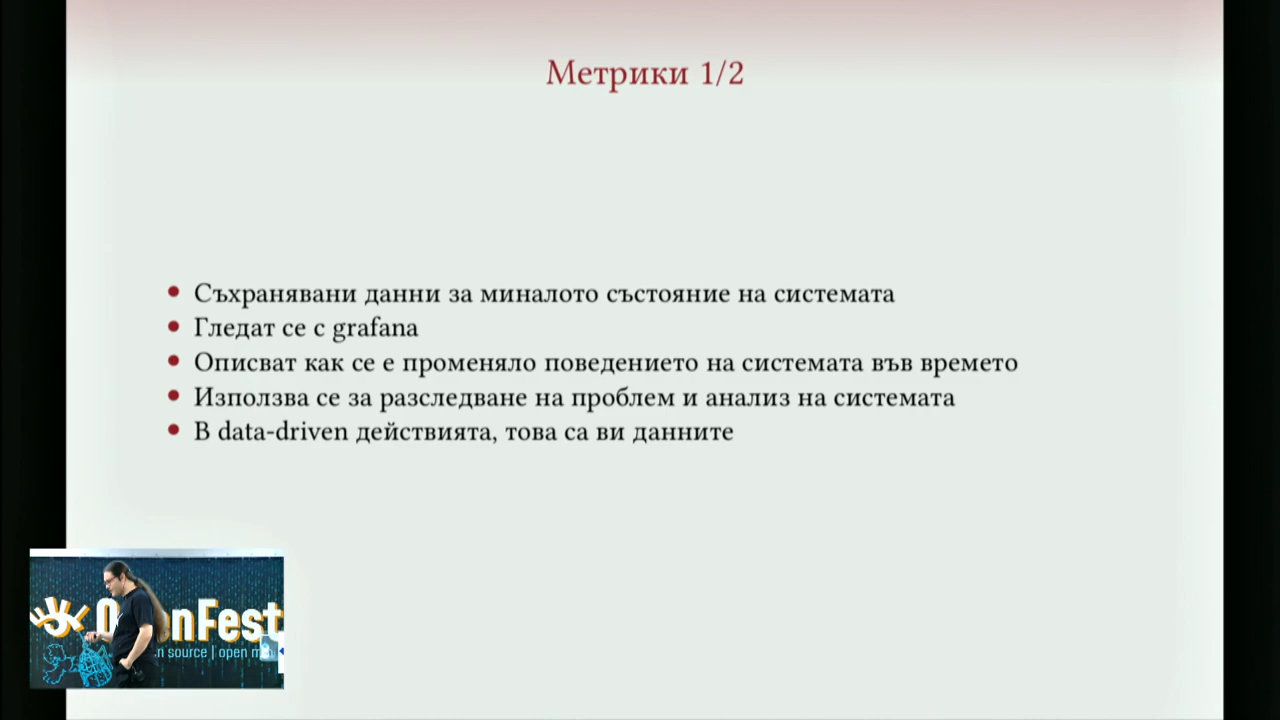 Метрики 1/2
Съхранявани данни за миналото състояние на системата
Гледат се с grafana
Описват как се е променяло поведението на системата във времето
Използва се за разследване на проблем и анализ на системата
В data-driven действията, това са ви данните
nFest
n source | open